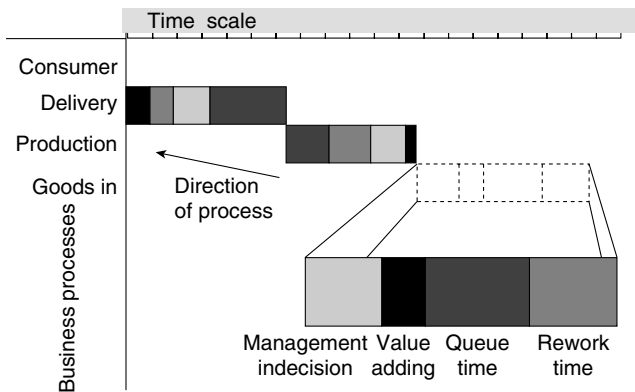 Time scale
Consumer
Delivery
Production
Goods in
Direction
of process
Business processes
Management
indecision
Value
adding
Queue
time
Rework
time